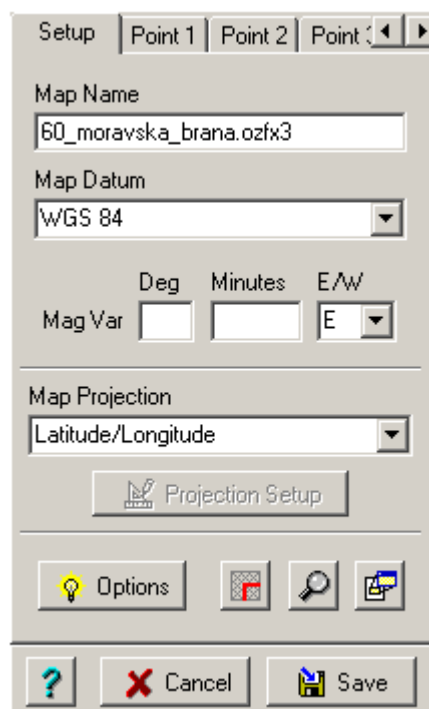 Setup Point 1 Point 2 Point
Map Name
60_moravska_brana.ozfx3
Map Datum
WGS 84
Deg Minutes E/W
Mag Var E
Map Projection
Latitude/Longitude
Projection Setup
Options
? Cancel Save